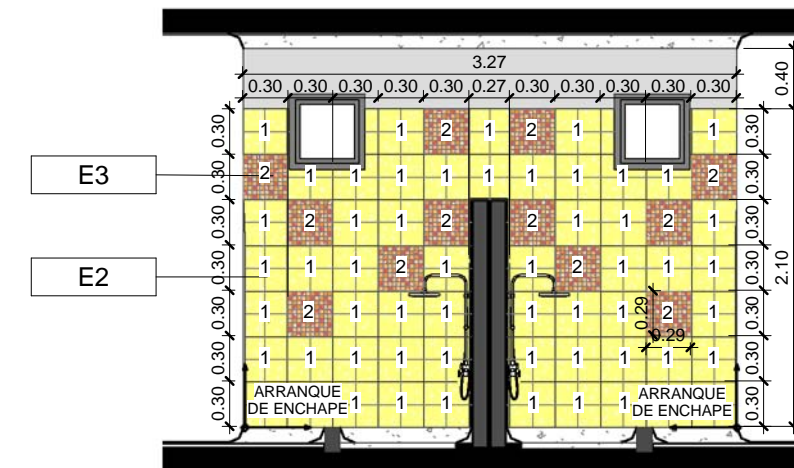 3.27
0.40
0.30 0.30 0.30 0.30 0.30 0.27 0.30 0.30 0.30 0.30 0.30
0.30 1 1 2 1 2 1 1 0.30
E3
0.30 2 1 1 1 1 1 1 1 1 1 2 0.30
0.30 1 2 1 1 2 2 1 1 2 1 0.30
E2
0.30 1 1 1 2 1 1 2 1 1 1 0.30
2.10
0.30 1 2 1 1 1 1 1 1 2 1 0.30
0.29
0.29
0.30 1 1 1 1 1 1 1 1 1 1 0.30
0.30 1 1 1 1 1 1 0.30
ARRANQUE
DE ENCHAPE
ARRANQUE
DE ENCHAPE